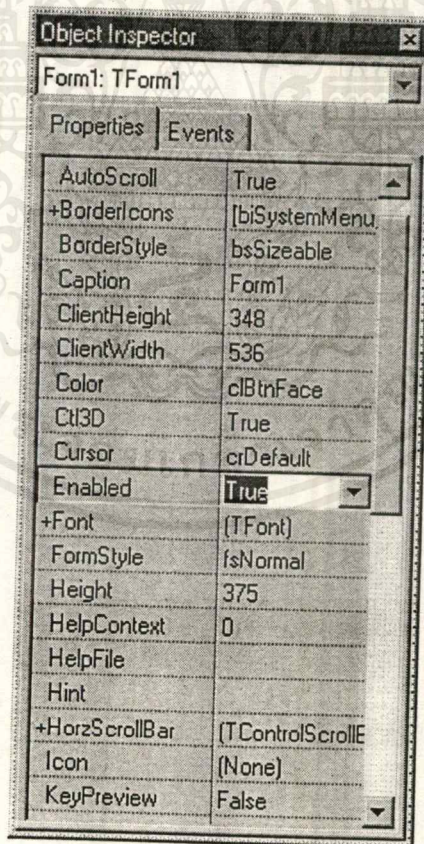 Object Inspector
Form1: TForm1
Properties Events
AutoScroll True
+BorderIcons [biSystemMenu,
BorderStyle bsSizeable
Caption Form1
ClientHeight 348
ClientWidth 536
Color clBtnFace
Ctl3D True
Cursor crDefault
Enabled True
+Font (TFont)
FormStyle fsNormal
Height 375
HelpContext 0
HelpFile
Hint
+HorzScrollBar (TControlScrollE
Icon (None)
KeyPreview False